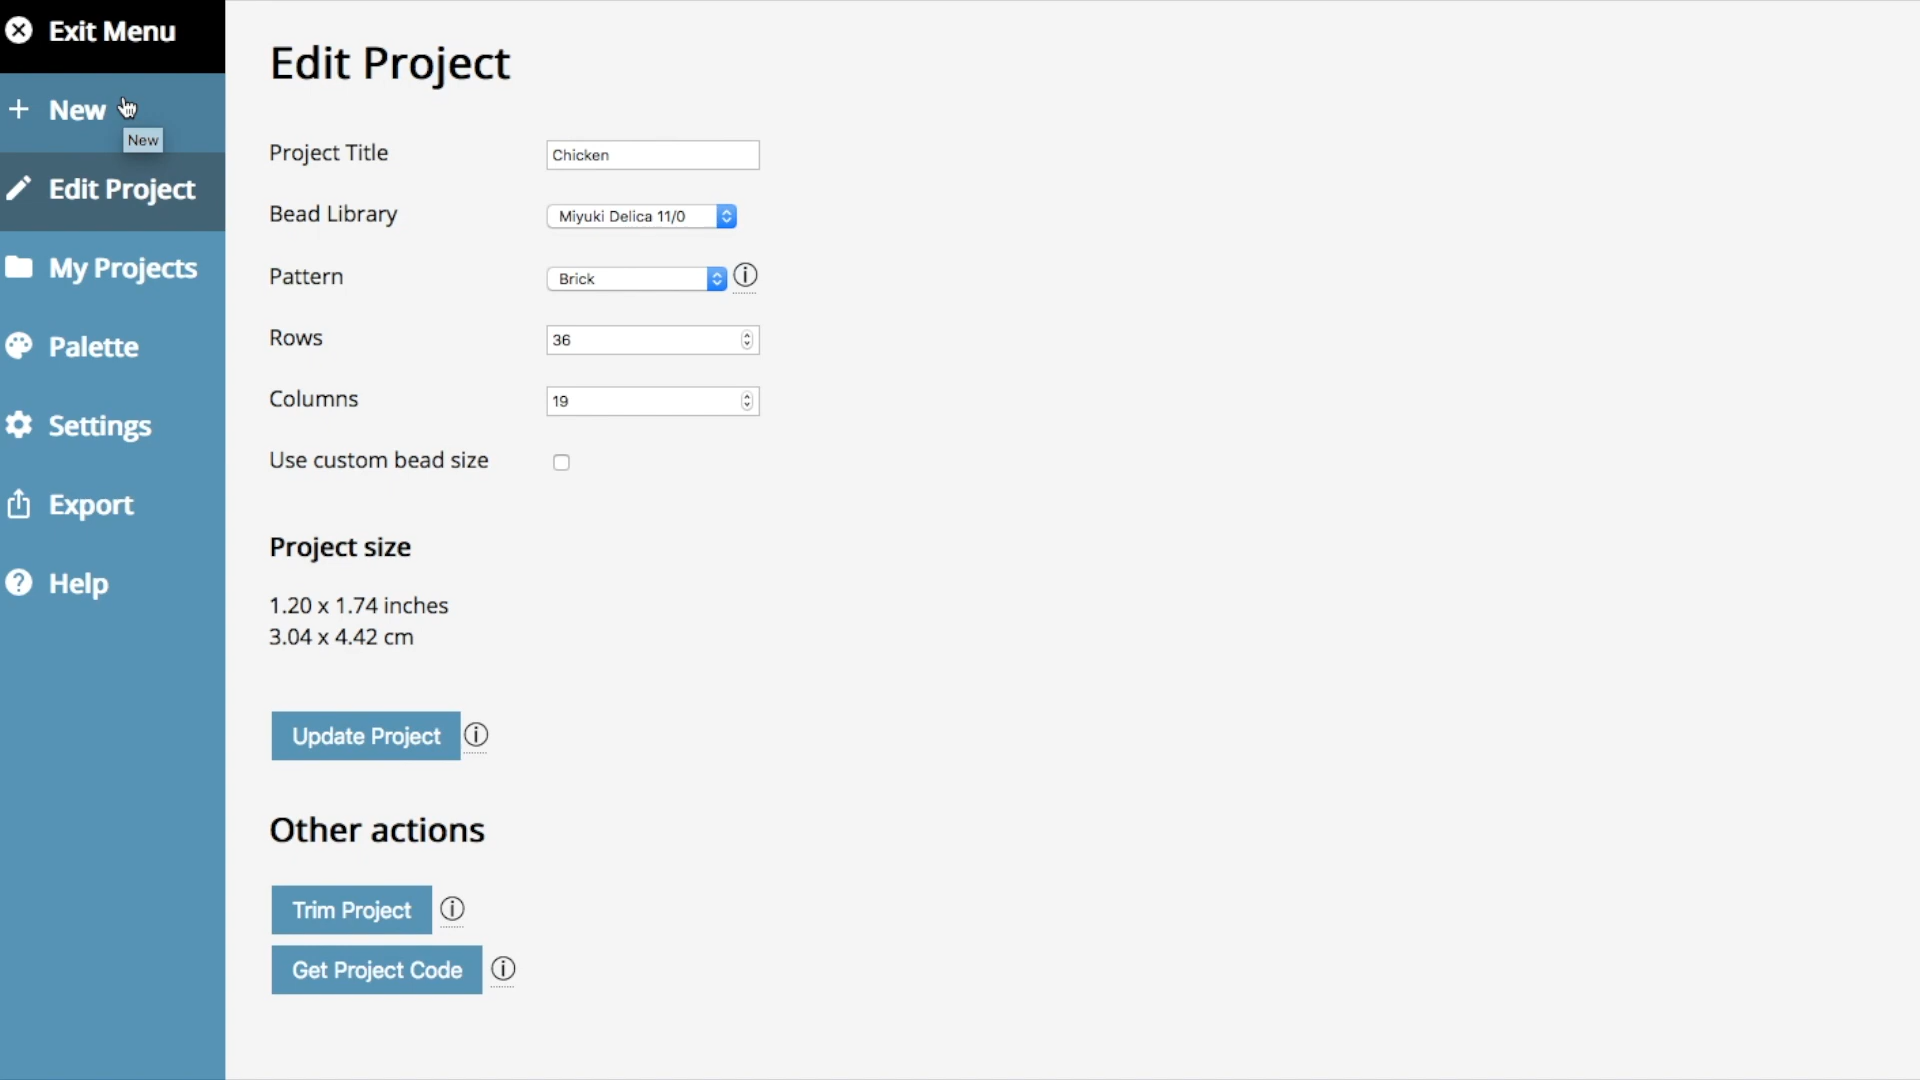 Exit Menu
New
New
Edit Project
My Projects
Palette
Settings
Export
Help
Edit Project
Project Title
Chicken
Bead Library
Miyuki Delica 11/0
Pattern
Brick
Rows
36
Columns
19
Use custom bead size
Project size
1.20 x 1.74 inches
3.04 x 4.42 cm
Update Project
Other actions
Trim Project
Get Project Code